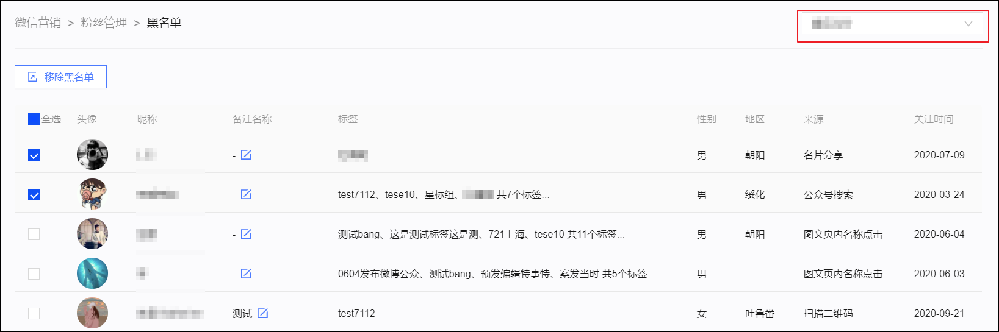 微信营销 > 粉丝管理 > 黑名单
移除黑名单
全选 头像 昵称 备注名称 标签 性别 地区 来源 关注时间
- 男 朝阳 名片分享 2020-07-09
- test7112、tese10、星标组、 共7个标签... 男 绥化 公众号搜索 2020-03-24
- 测试bang、这是测试标签这是测、721上海、tese10 共11个标签... 男 朝阳 图文页内名称点击 2020-06-04
- 0604发布微博公众、测试bang、预发编辑特事特、案发当时 共5个标签... 男 - 图文页内名称点击 2020-06-03
测试 test7112 女 吐鲁番 扫描二维码 2020-09-21